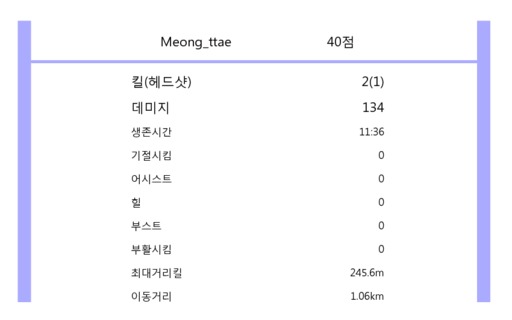 Meong_ttae 40점
킬(헤드샷) 2(1)
데미지 134
생존시간 11:36
기절시킴 0
어시스트 0
힐 0
부스트 0
부활시킴 0
최대거리킬 245.6m
이동거리 1.06km